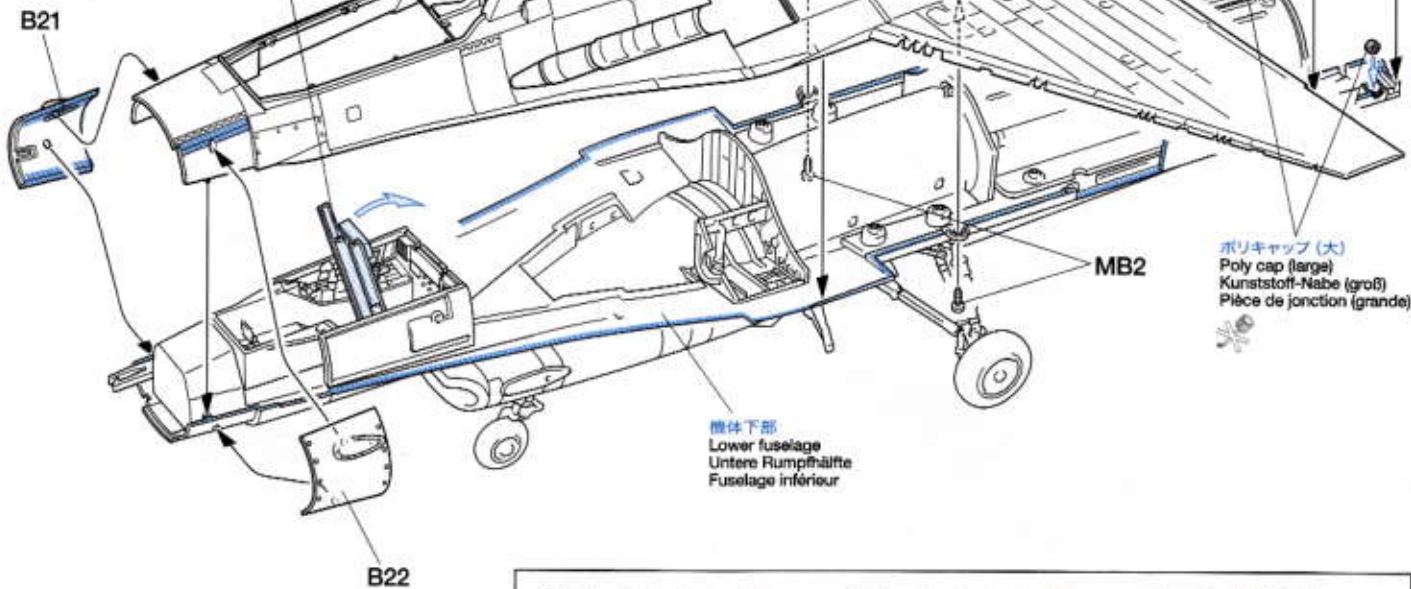 B21
MB2
ポリキャップ (大)
Poly cap (large)
Kunststoff-Nabe (groß)
Pièce de jonction (grande)
機体下部
Lower fuselage
Untere Rumpfhälfte
Fuselage inférieur
B22